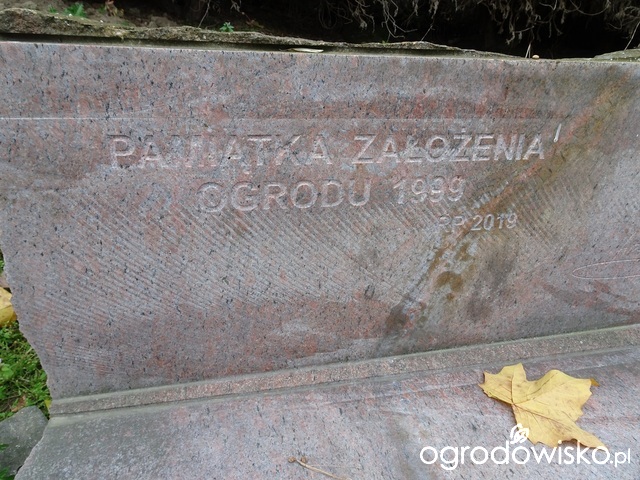 PAMIĄTKA ZAŁOŻENIA
OGRODU 1999
RP 2019
ogrodowisko.pl